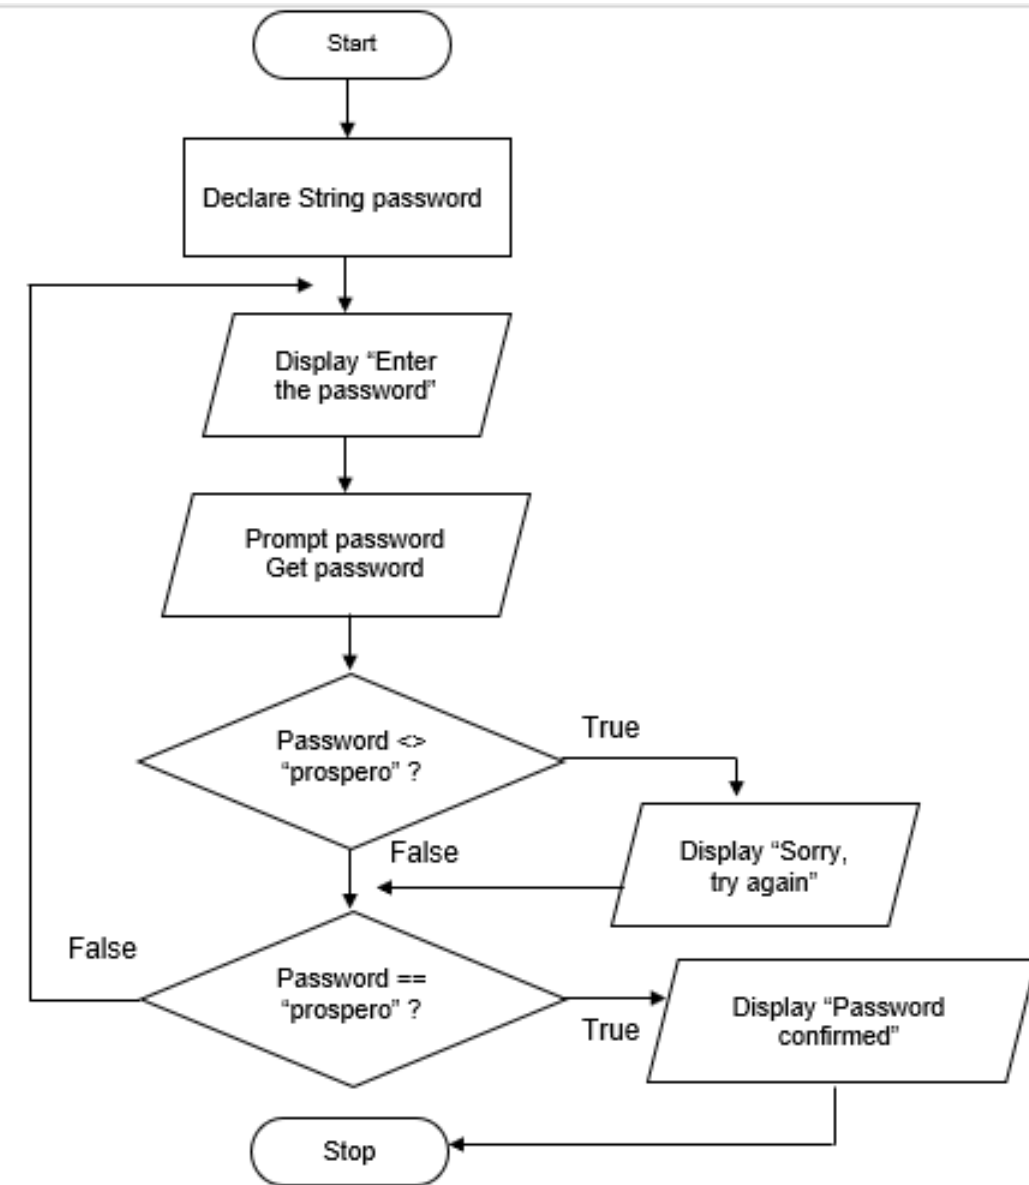 Start
Declare String password
Display “Enter
the password”
Prompt password
Get password
Password <>
“prospero” ?
True
Display “Sorry,
try again”
False
False
Password ==
“prospero” ?
True
Display “Password
confirmed”
Stop